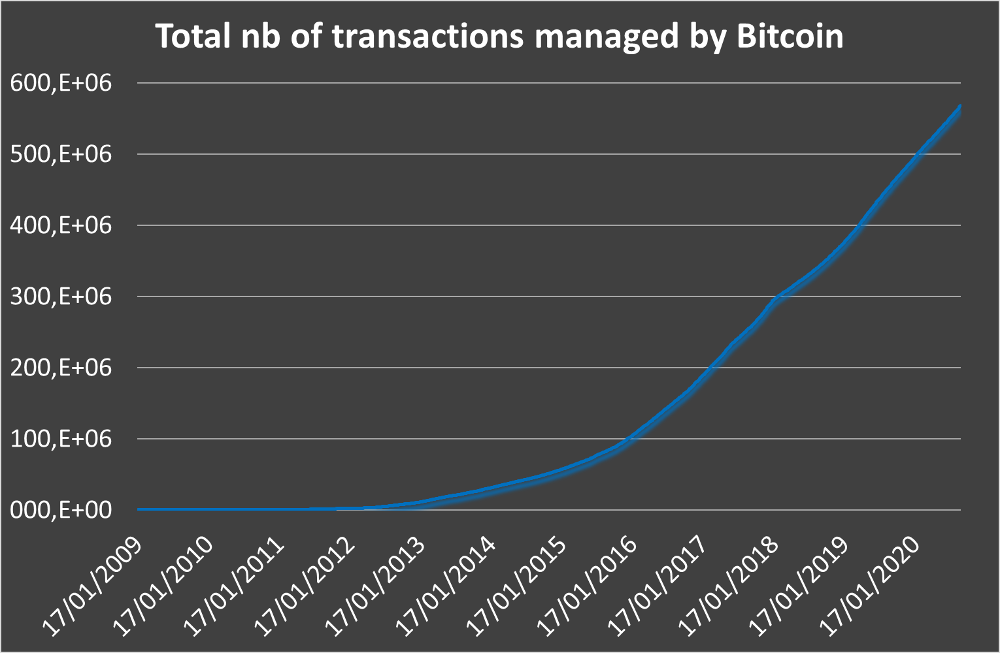 Total nb of transactions managed by Bitcoin
600,E+06
500,E+06
400,E+06
300,E+06
200,E+06
100,E+06
000,E+00
17/01/2009
17/01/2010
17/01/2011
17/01/2012
17/01/2013
17/01/2014
17/01/2015
17/01/2016
17/01/2017
17/01/2018
17/01/2019
17/01/2020